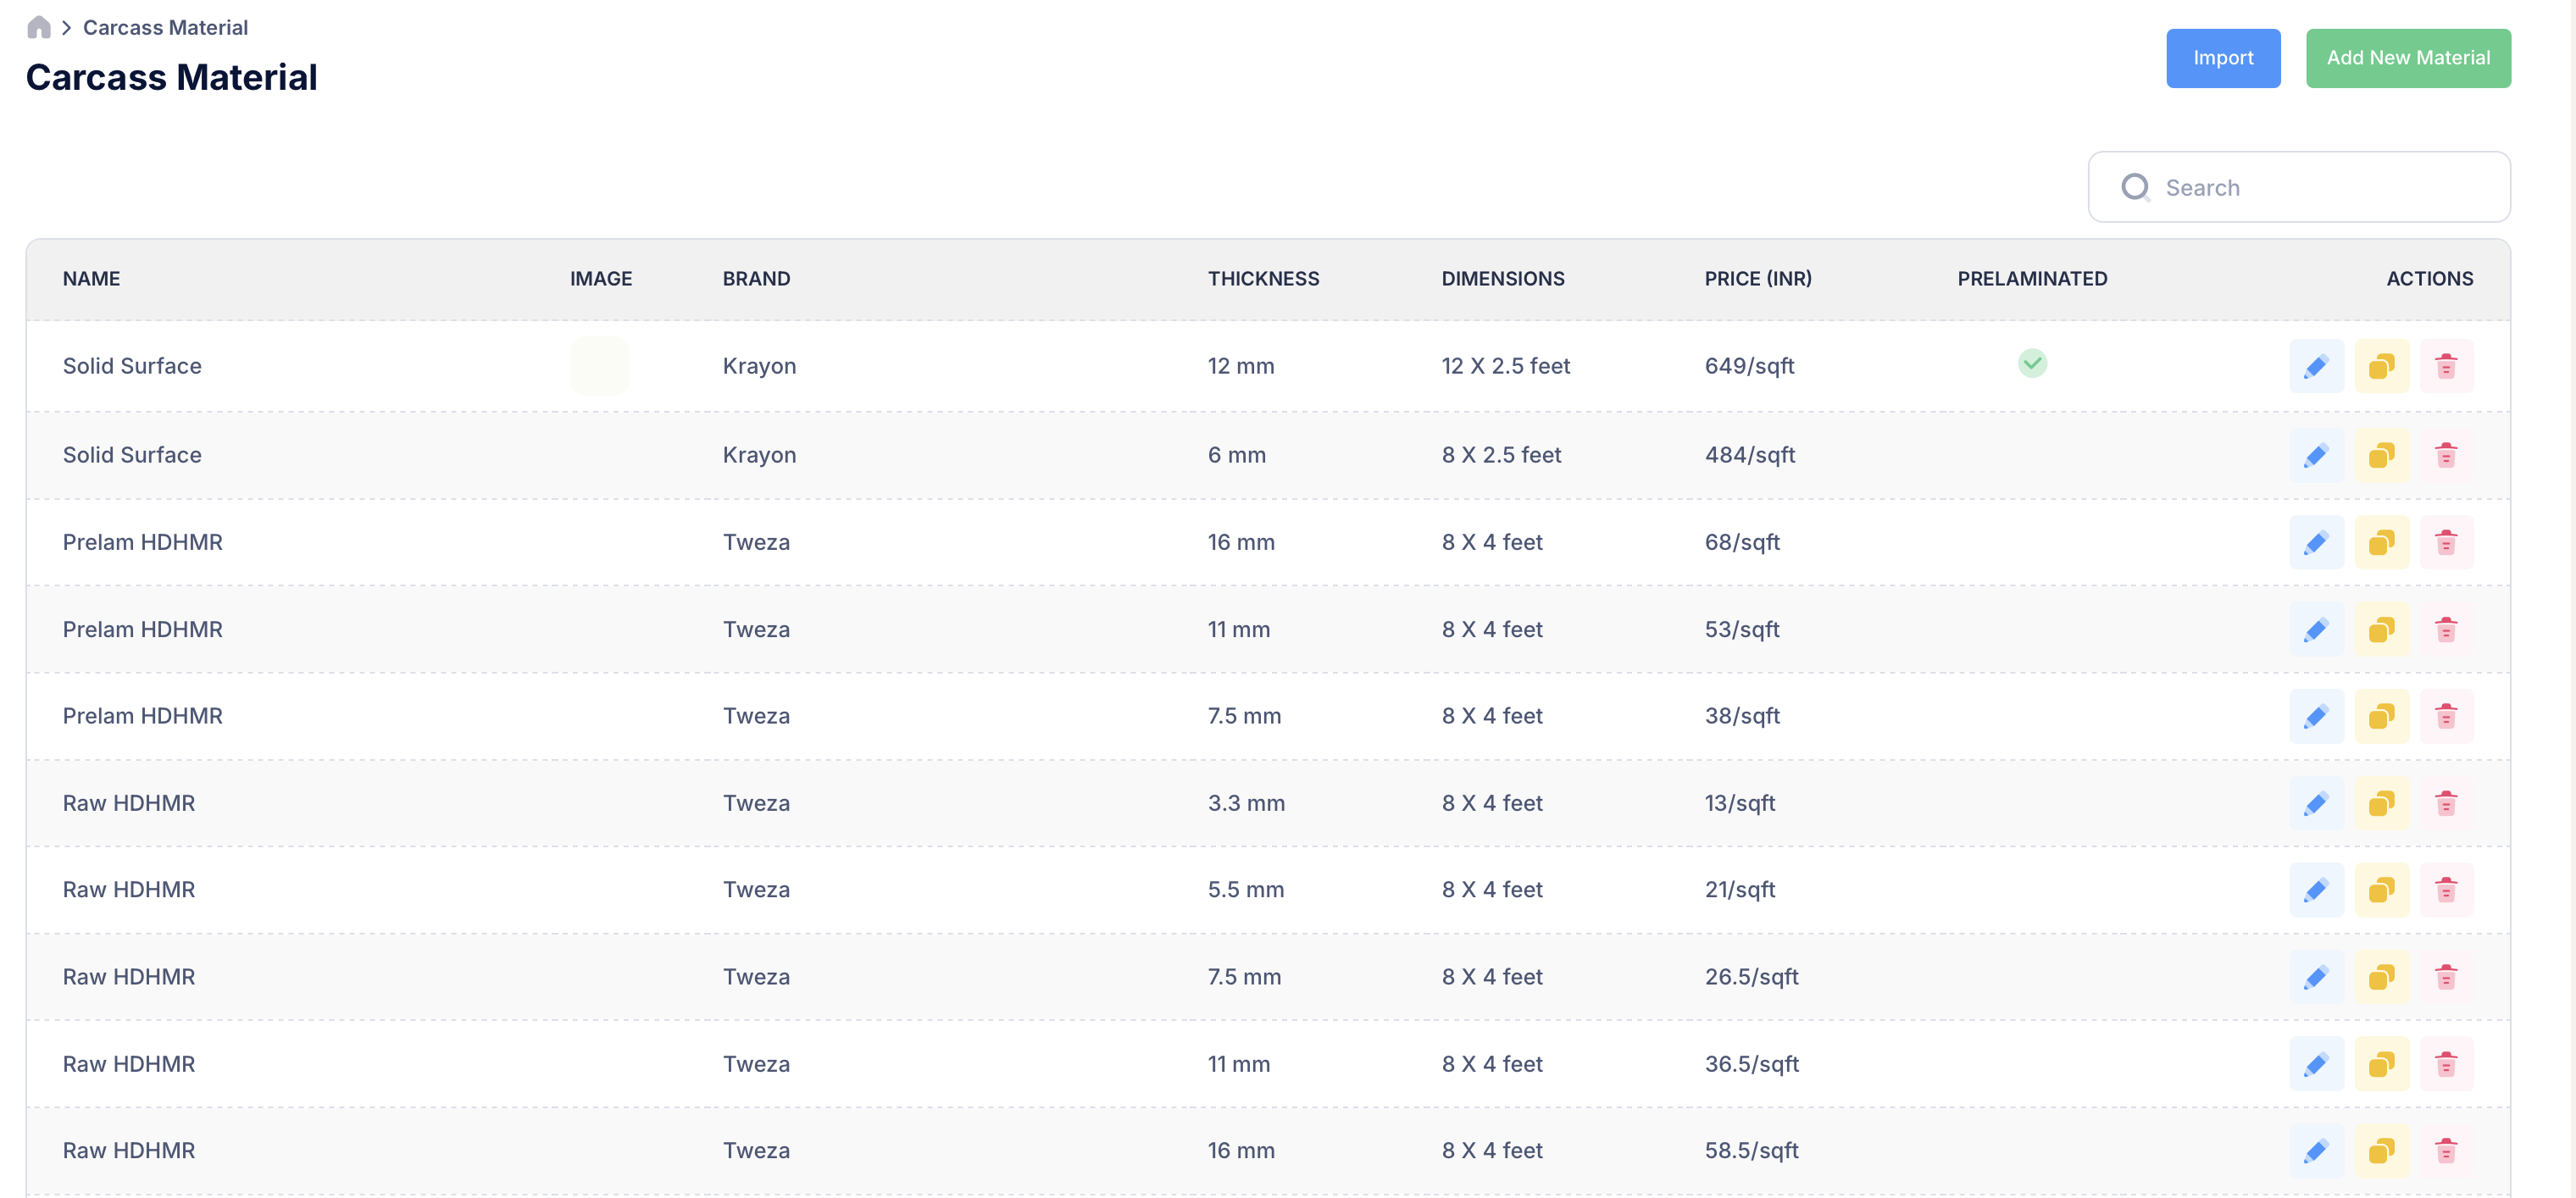 Carcass Material
Carcass Material
Import
Add New Material
Search
NAME IMAGE BRAND THICKNESS DIMENSIONS PRICE (INR) PRELAMINATED ACTIONS
Solid Surface Krayon 12 mm 12 X 2.5 feet 649/sqft
Solid Surface Krayon 6 mm 8 X 2.5 feet 484/sqft
Prelam HDHMR Tweza 16 mm 8 X 4 feet 68/sqft
Prelam HDHMR Tweza 11 mm 8 X 4 feet 53/sqft
Prelam HDHMR Tweza 7.5 mm 8 X 4 feet 38/sqft
Raw HDHMR Tweza 3.3 mm 8 X 4 feet 13/sqft
Raw HDHMR Tweza 5.5 mm 8 X 4 feet 21/sqft
Raw HDHMR Tweza 7.5 mm 8 X 4 feet 26.5/sqft
Raw HDHMR Tweza 11 mm 8 X 4 feet 36.5/sqft
Raw HDHMR Tweza 16 mm 8 X 4 feet 58.5/sqft